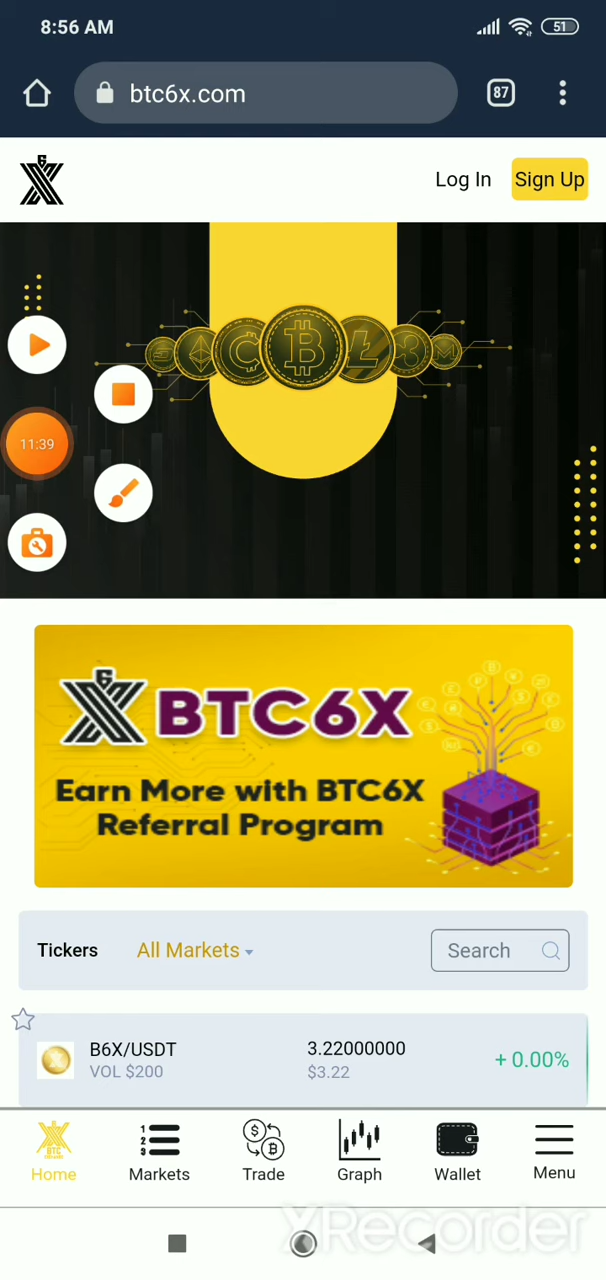 8:56 AM
51
btc6x.com
87
Log In
Sign Up
11:39
BTC6X
Earn More with BTC6X
Referral Program
Tickers
All Markets
Search
B6X/USDT
3.22000000
+ 0.00%
VOL $200
$3.22
Home
Markets
Trade
Graph
Wallet
Menu
XRecorder